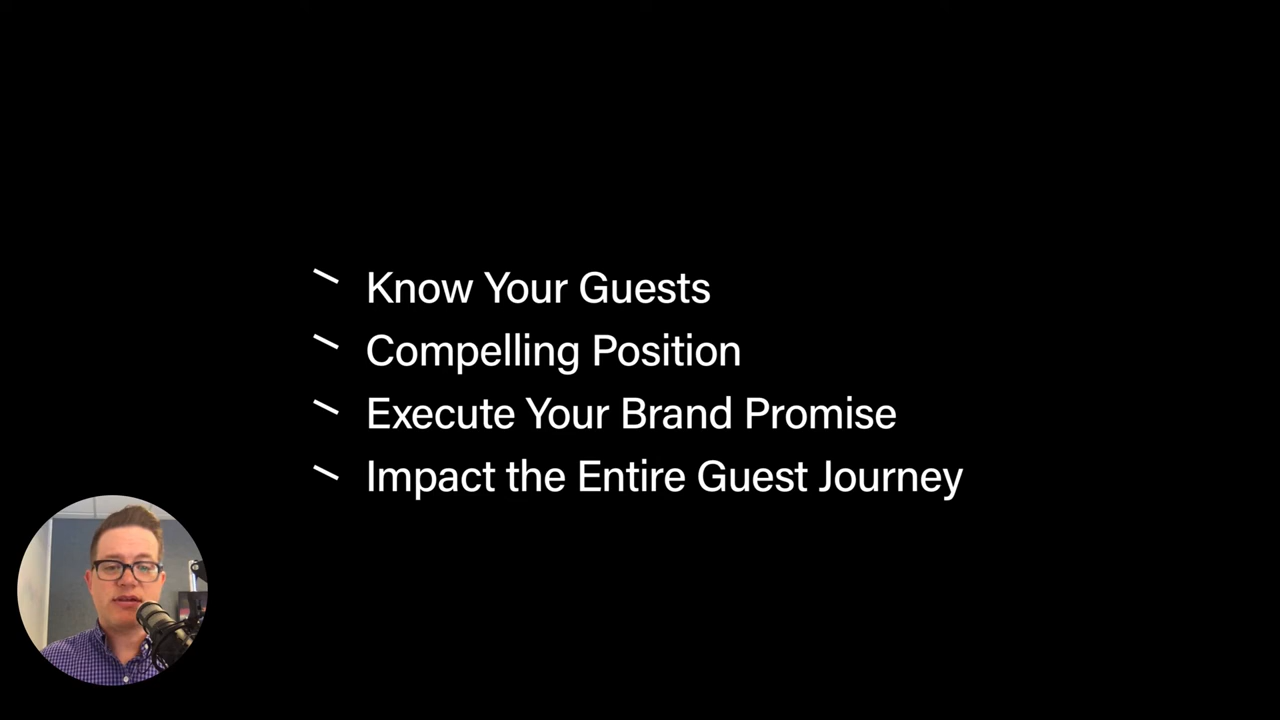 Know Your Guests
Compelling Position
Execute Your Brand Promise
Impact the Entire Guest Journey